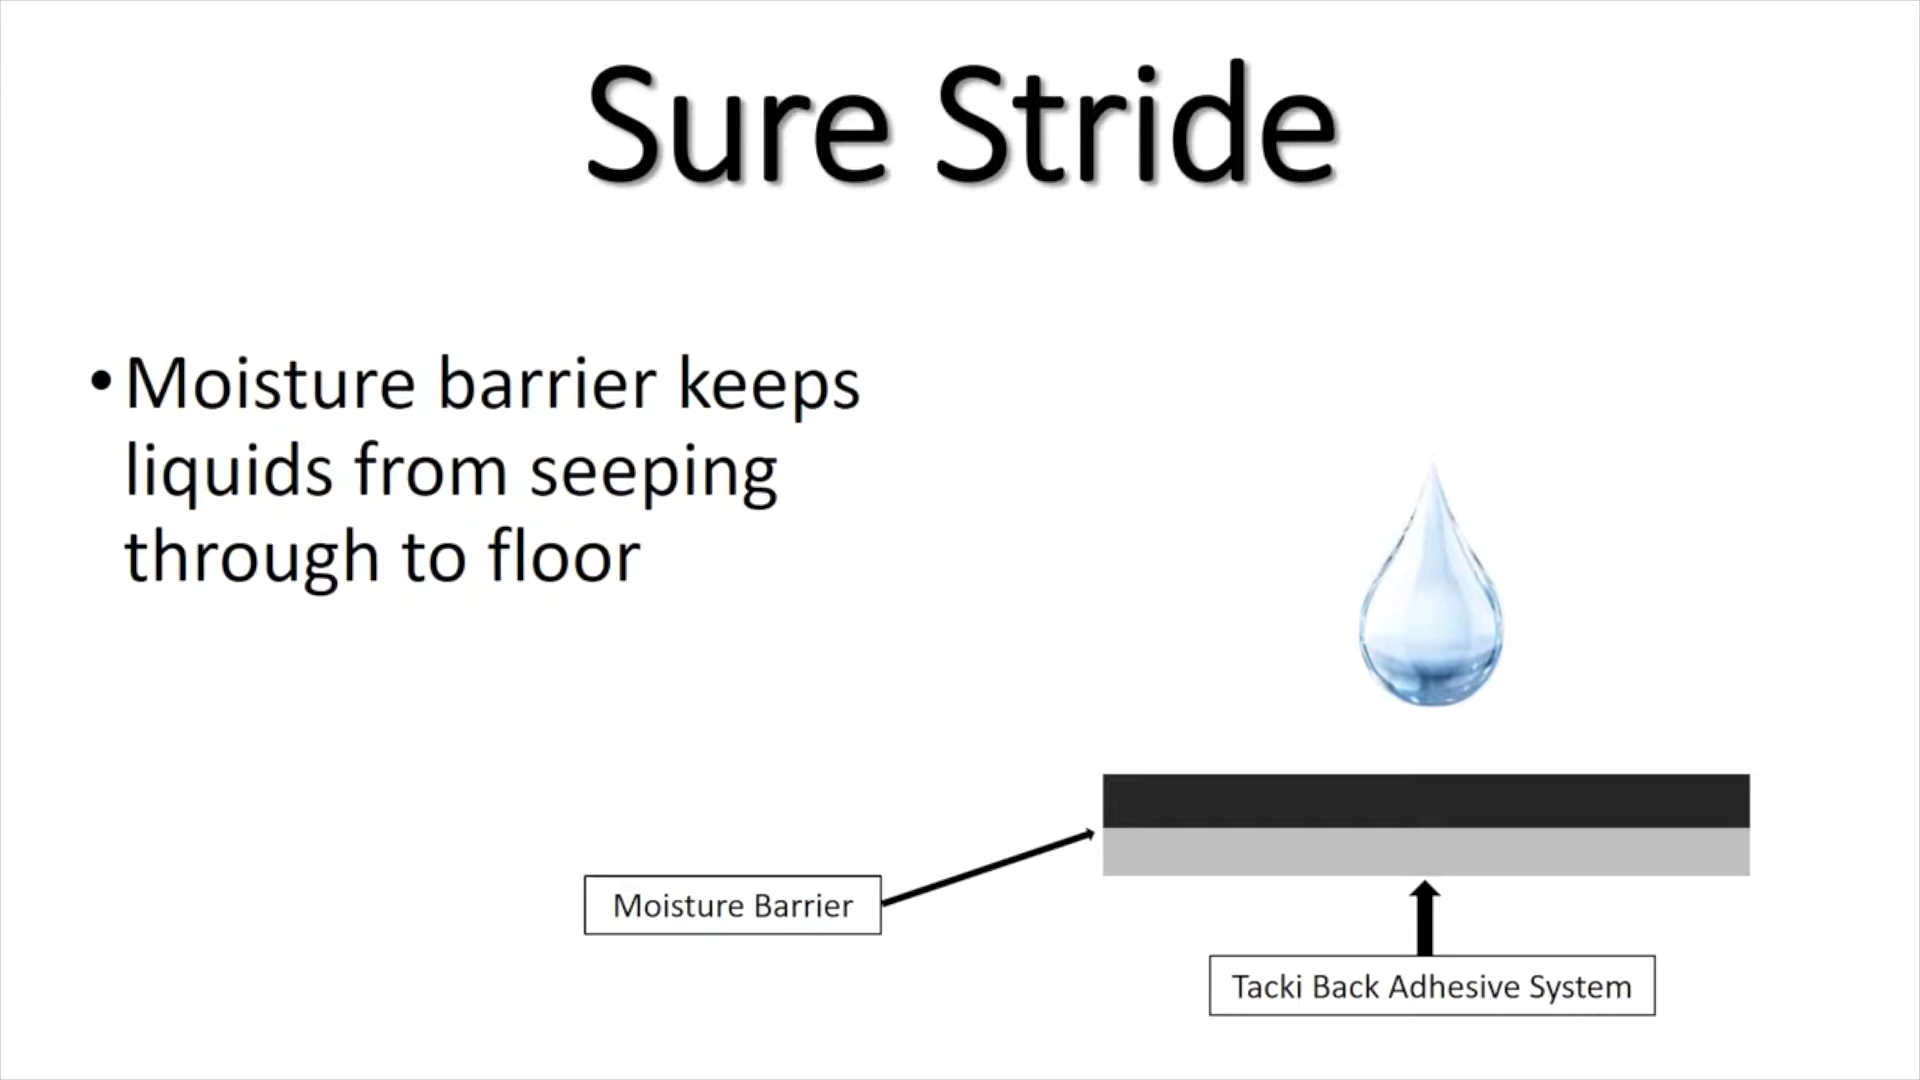 Sure Stride
•Moisture barrier keeps
liquids from seeping
through to floor
Moisture Barrier
Tacki Back Adhesive System